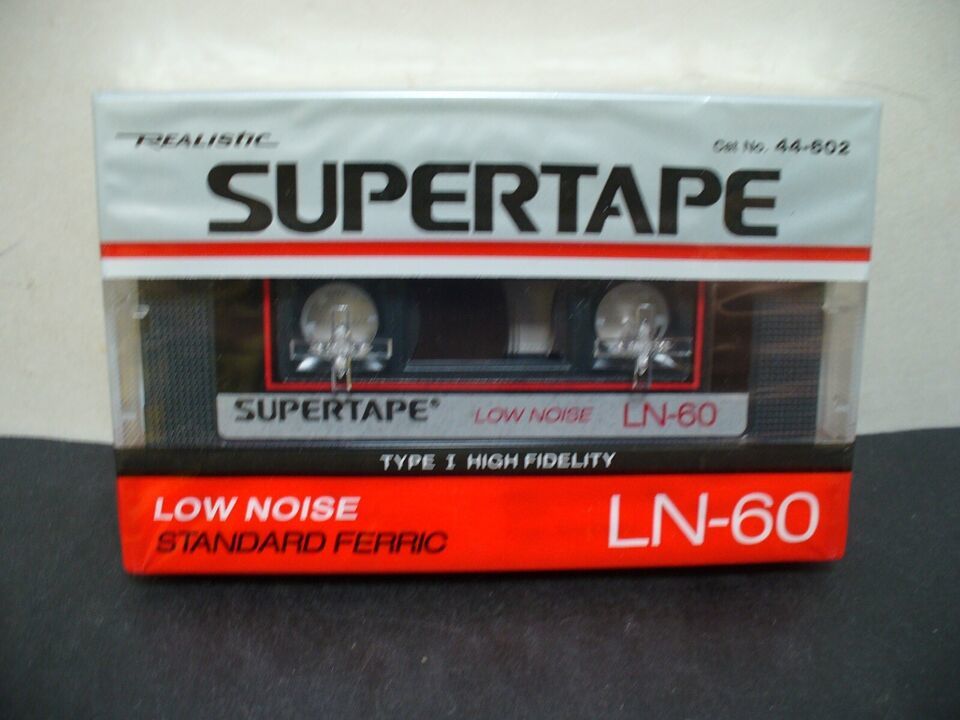 REALISTIC
Cat No. 44-602
SUPERTAPE
SUPERTAPE® LOW NOISE LN-60
TYPE I HIGH FIDELITY
LOW NOISE
STANDARD FERRIC
LN-60